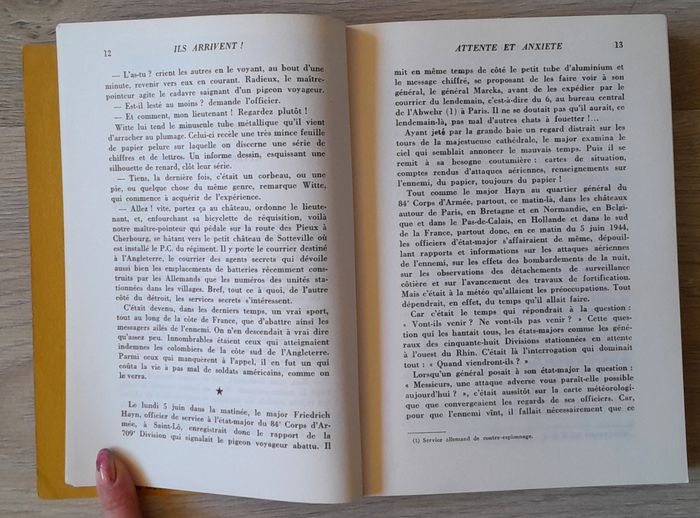 12 ILS ARRIVENT !
— L'as-tu ? crient les autres en le voyant, au bout d'une
minute, revenir vers eux en courant. Radieux, le maître-
pointeur agite le cadavre saignant d'un pigeon voyageur.
— Est-il lesté au moins ? demande l'officier.
— Et comment, mon lieutenant ! Regardez plutôt !
Witte lui tend le minuscule tube métallique qu'il vient
d'arracher au plumage. Celui-ci recèle une très mince feuille
de papier pelure sur laquelle on discerne une série de
chiffres et de lettres. Un informe dessin, esquissant une
silhouette de renard, clôt leur série.
— Tiens, la dernière fois, c'était un corbeau, ou une
pie, ou quelque chose du même genre, remarque Witte,
qui commence à acquérir de l'expérience.
— Allez ! vite, portez ça au château, ordonne le lieute-
nant, et, enfourchant sa bicyclette de réquisition, voilà
notre maître-pointeur qui pédale sur la route des Pieux à
Cherbourg, se hâtant vers le petit château de Sotteville où
est installé le P.C. du régiment. Il y porte le courrier destiné
à l'Angleterre, le courrier des agents secrets qui dévoile
aussi bien les emplacements de batteries récemment cons-
truits par les Allemands que les numéros des unités sta-
tionnées dans les villages. Bref, tout ce à quoi, de l'autre
côté du détroit, les services secrets s'intéressent.
C'était devenu, dans les derniers temps, un vrai sport,
tout au long de la côte de France, que d'abattre ainsi les
messagers ailés de l'ennemi. On n'en descendait à vrai dire
qu'assez peu. Innombrables étaient ceux qui atteignaient
indemnes les colombiers de la côte sud de l'Angleterre.
Parmi ceux qui manquèrent à l'appel, il en fut un qui
coûta la vie à pas mal de soldats américains, comme on
le verra.
★
Le lundi 5 juin dans la matinée, le major Friedrich
Hayn, officier de service à l'état-major du 84ᵉ Corps d'Ar-
mée, à Saint-Lô, enregistrait donc le rapport de la
709ᵉ Division qui signalait le pigeon voyageur abattu. Il
ATTENTE ET ANXIETE 13
mit en même temps de côté le petit tube d'aluminium et
le message chiffré, se proposant de les faire voir à son
général, le général Marcks, avant de les expédier par le
courrier du lendemain, c'est-à-dire du 6, au bureau central
de l'Abwehr (1) à Paris. Il ne se doutait pas qu'il aurait, ce
lendemain-là, pas mal d'autres chats à fouetter !...
Ayant jeté par la grande baie un regard distrait sur les
tours de la majestueuse cathédrale, le major examina le
ciel qui semblait annoncer le mauvais temps. Puis il se
remit à sa besogne coutumière : cartes de situation,
comptes rendus d'attaques aériennes, renseignements sur
l'ennemi, du papier, toujours du papier !
Tout comme le major Hayn au quartier général du
84ᵉ Corps d'Armée, partout, ce matin-là, dans les châteaux
autour de Paris, en Bretagne et en Normandie, en Belgi-
que et dans le Pas-de-Calais, en Hollande et dans le sud
de la France, partout donc, en ce matin du 5 juin 1944,
les officiers d'état-major s'affairaient de même, dépouil-
lant rapports et informations sur les attaques aériennes
de l'ennemi, sur les effets des bombardements de la nuit,
sur les observations des détachements de surveillance
côtière et sur l'avancement des travaux de fortification.
Mais c'était à la météo qu'allaient les préoccupations. Tout
dépendrait, en effet, du temps qu'il allait faire.
Car c'était le temps qui répondrait à la question :
« Vont-ils venir ? Ne vont-ils pas venir ? » Cette ques-
tion qui les hantait tous, les états-majors comme les géné-
raux des cinquante-huit Divisions stationnées en attente
à l'ouest du Rhin. C'était là l'interrogation qui dominait
tout : « Quand viendront-ils ? »
Lorsqu'un général posait à son état-major la question :
« Messieurs, une attaque adverse vous paraît-elle possible
aujourd'hui ? », c'était aussitôt sur la carte météorologi-
que que convergeaient les regards de ses officiers. Car,
pour que l'ennemi vînt, il fallait nécessairement que ce
(1) Service allemand de contre-espionnage.